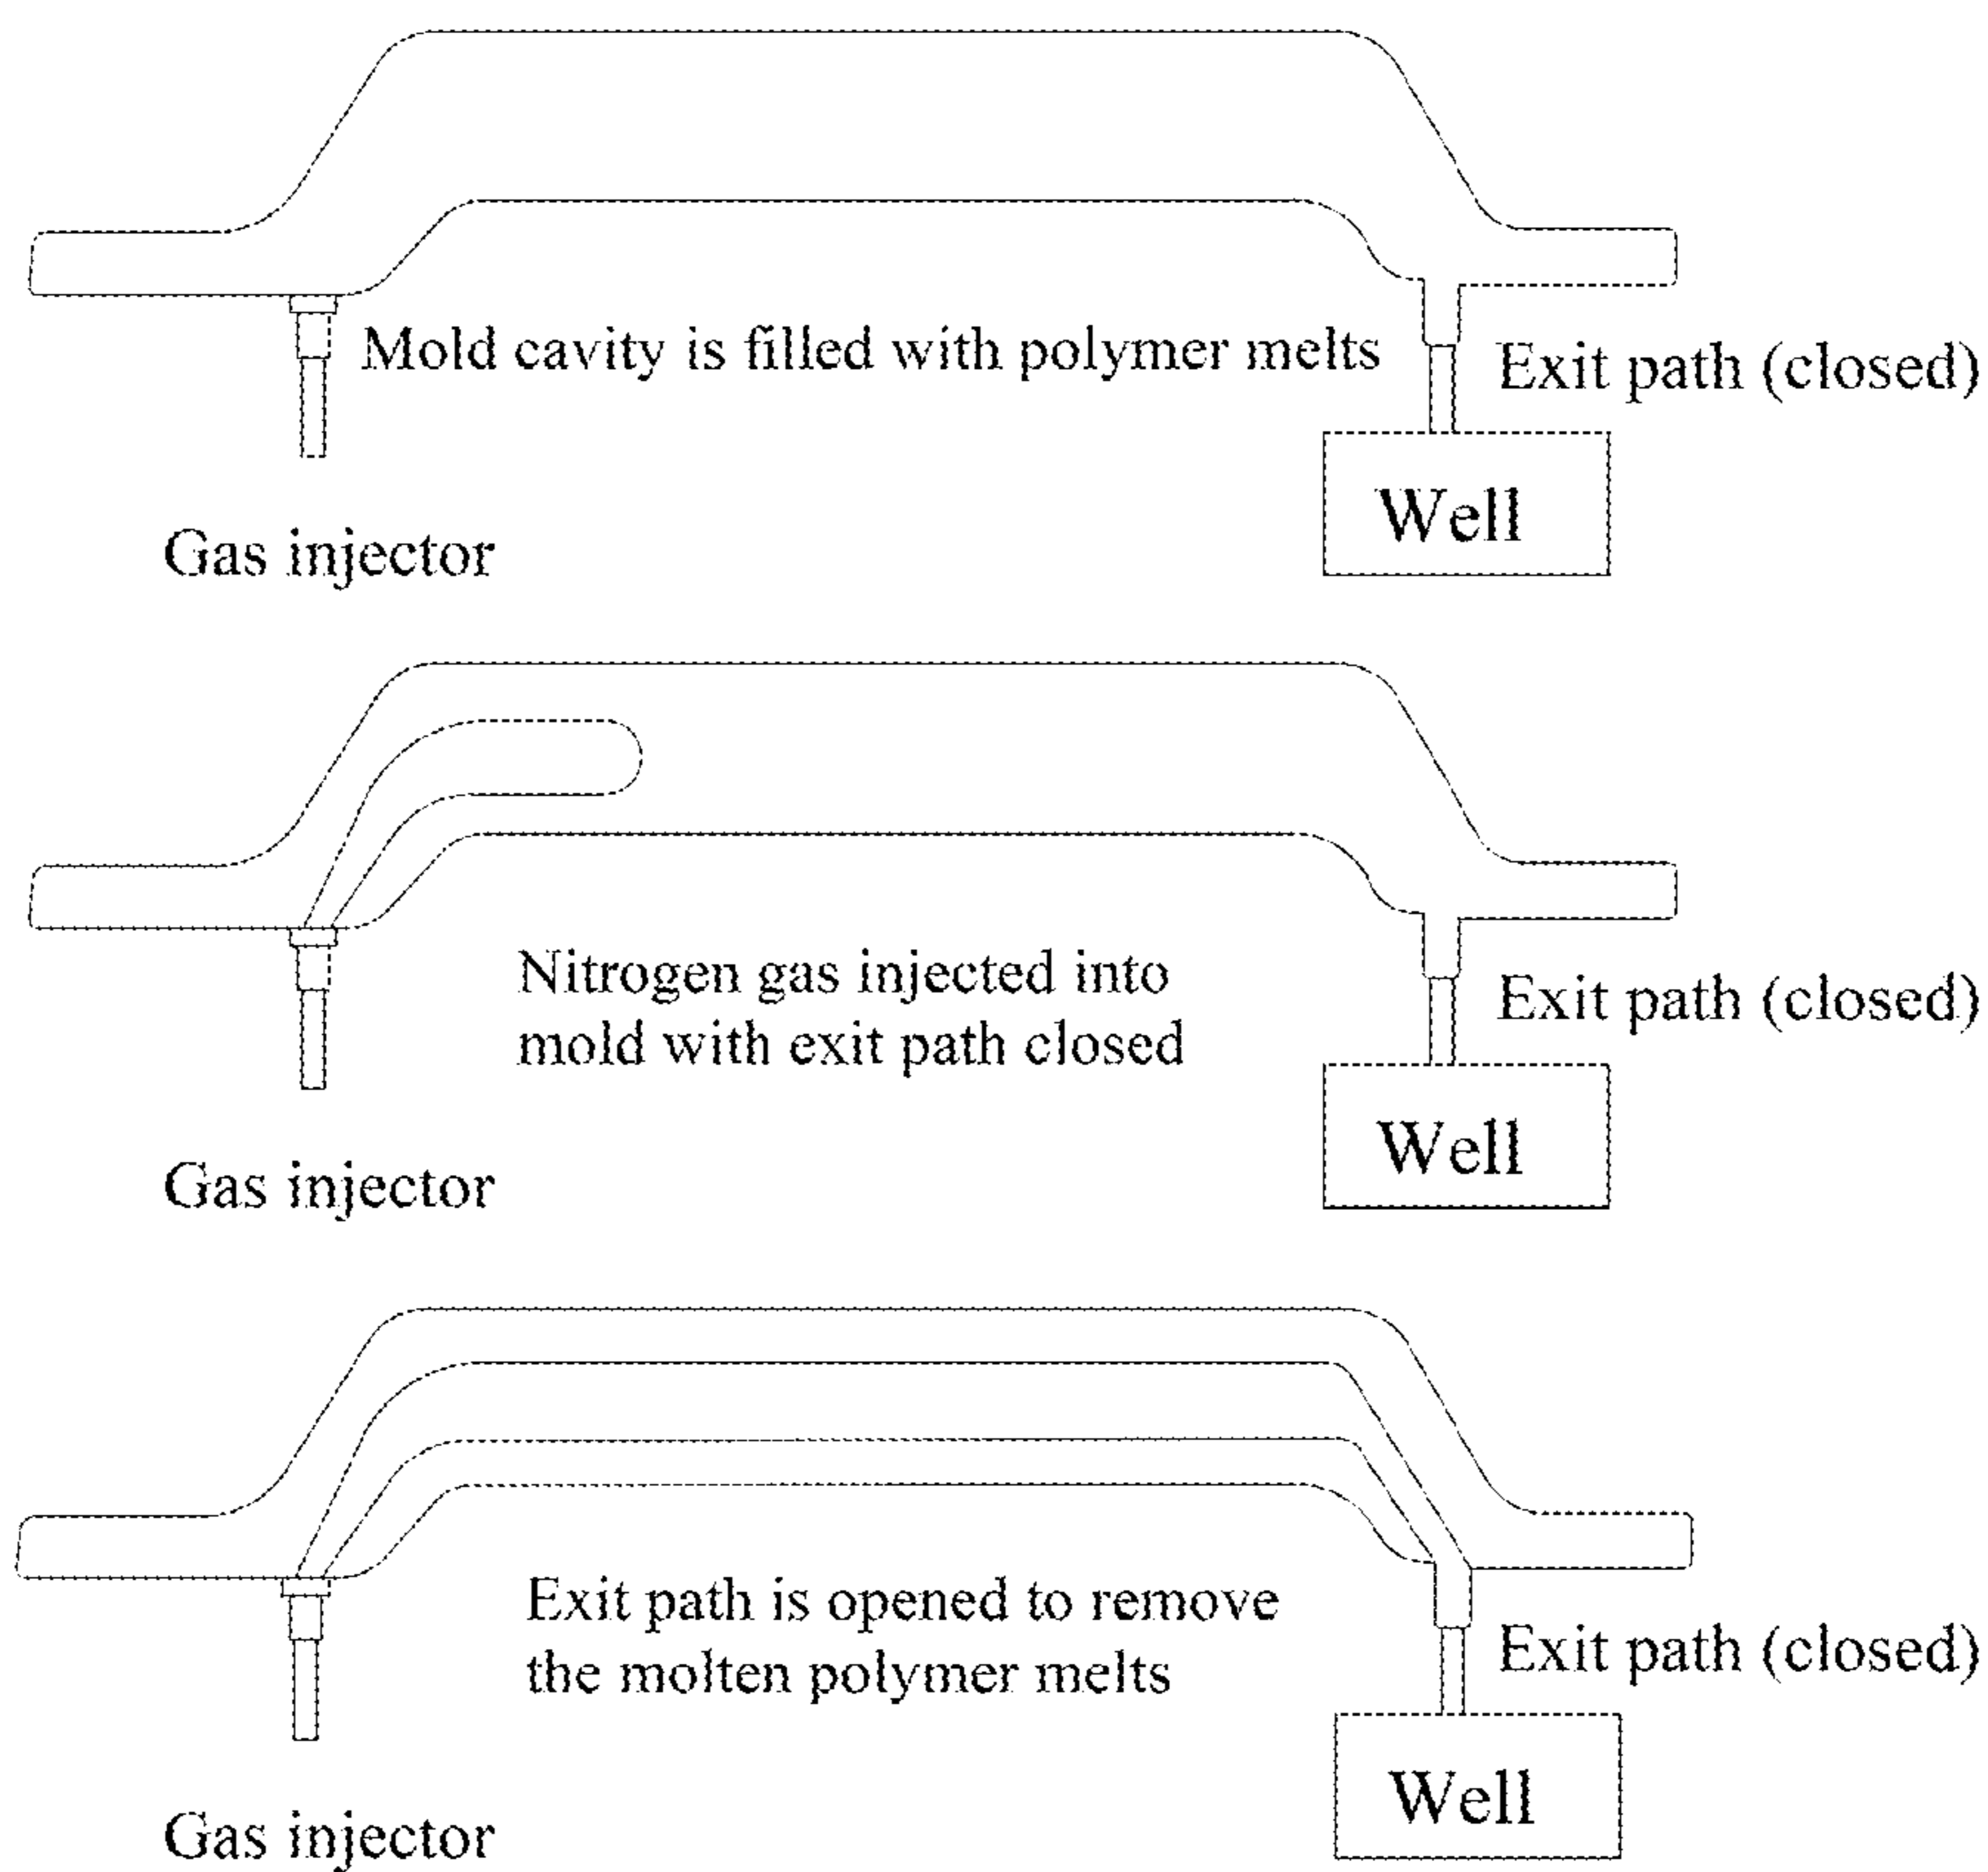 Mold cavity is filled with polymer melts
Exit path (closed)
Well
Gas injector
Nitrogen gas injected into
mold with exit path closed
Exit path (closed)
Well
Gas injector
Exit path is opened to remove
the molten polymer melts
Exit path (closed)
Well
Gas injector